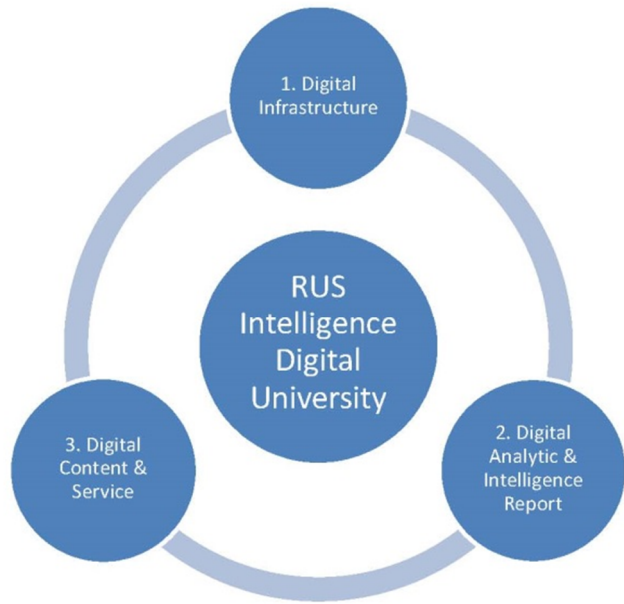 1. Digital
Infrastructure
RUS
Intelligence
Digital
University
3. Digital
Content &
Service
2. Digital
Analytic &
Intelligence
Report